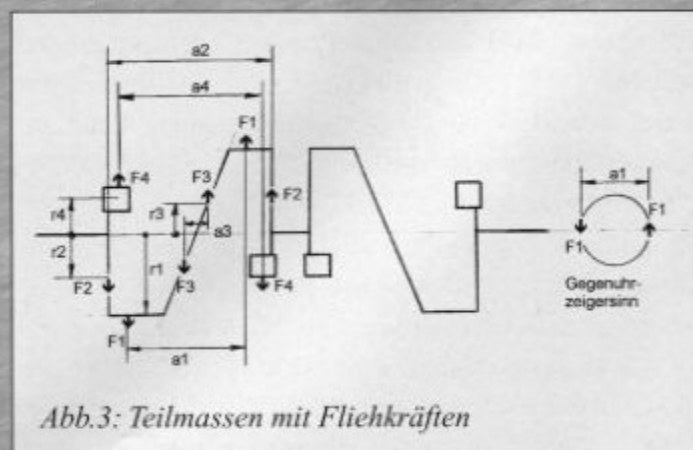 a2
a4
F1
F4
F3
a1
r4
r3
F2
F1
a3
F1
r2
r1
F2
F3
F4
Gegenuhr-
zeigersinn
F1
a1
Abb.3: Teilmassen mit Fliehkräften